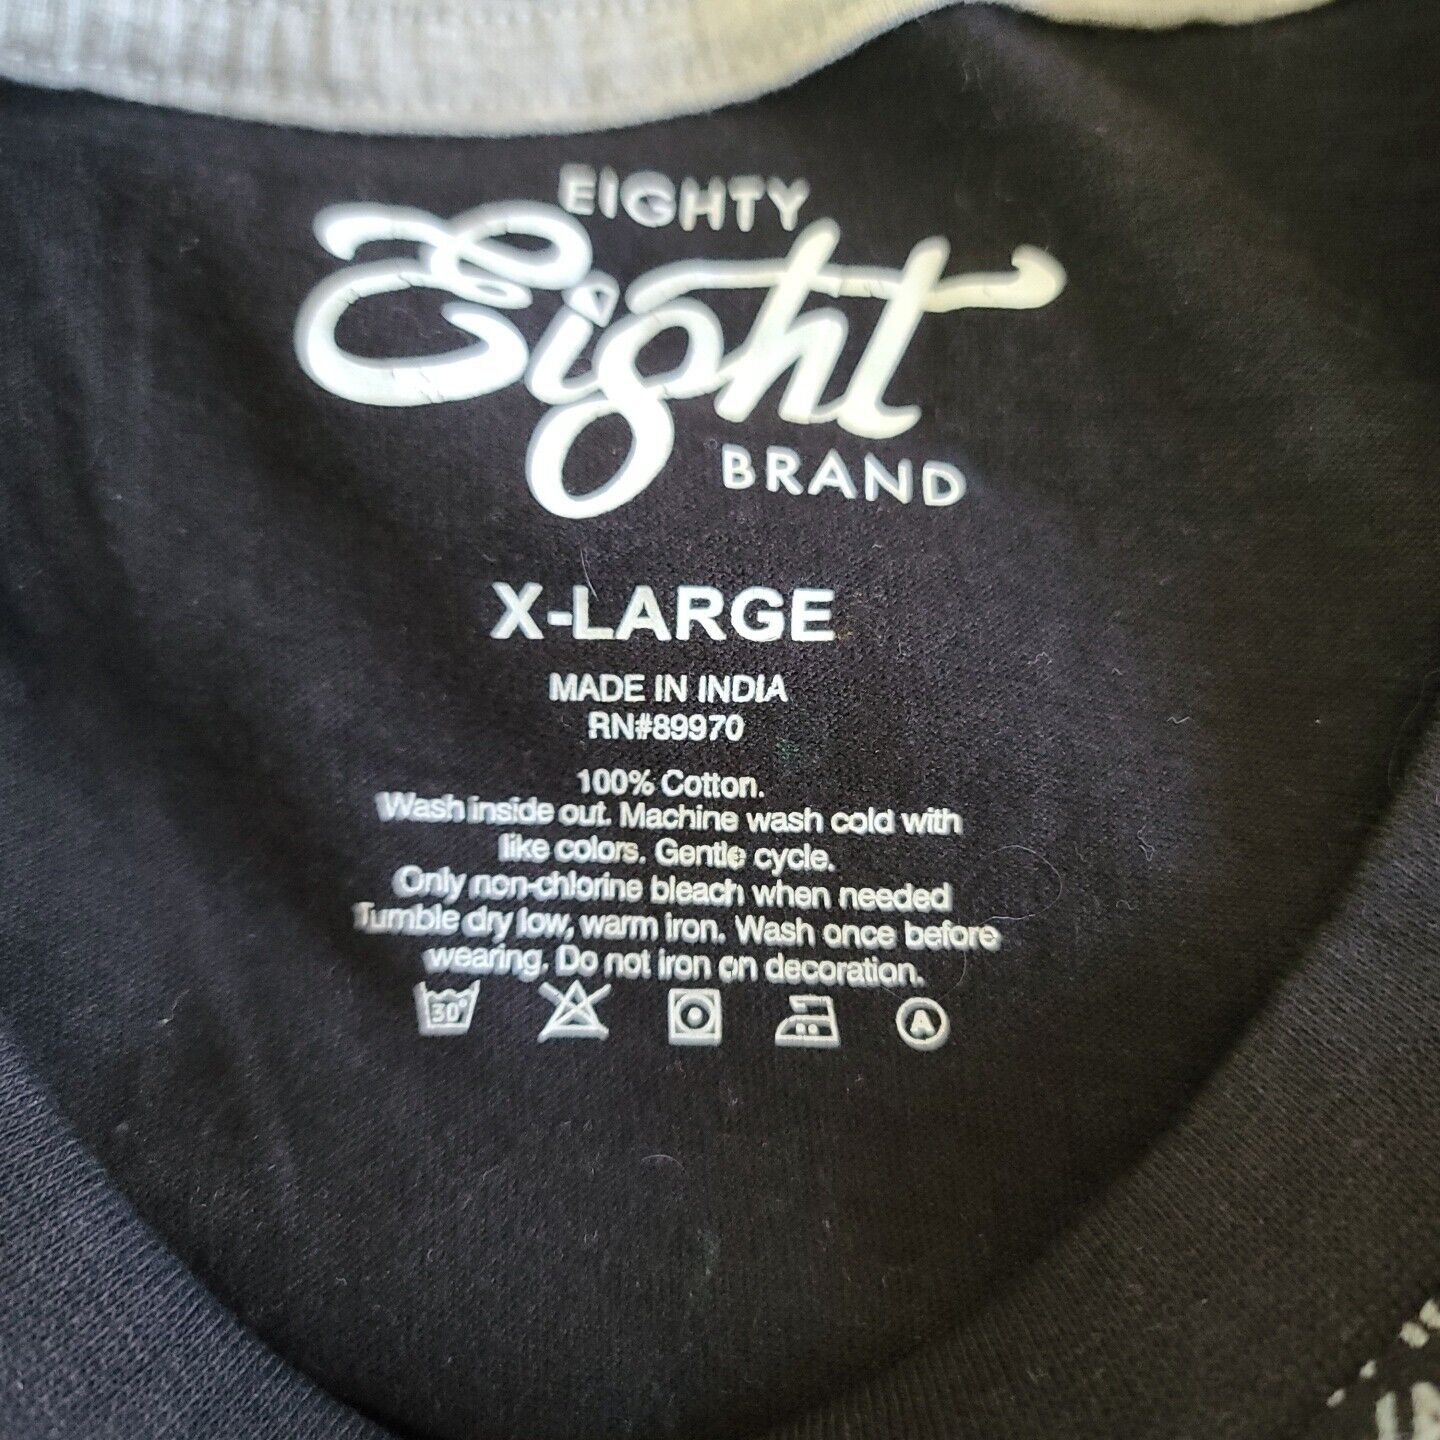 EIGHTY
Eight
BRAND
X-LARGE
MADE IN INDIA
RN#89970
100% Cotton.
Wash inside out. Machine wash cold with
like colors. Gentle cycle.
Only non-chlorine bleach when needed
Tumble dry low, warm iron. Wash once before
wearing. Do not iron on decoration.
30° A